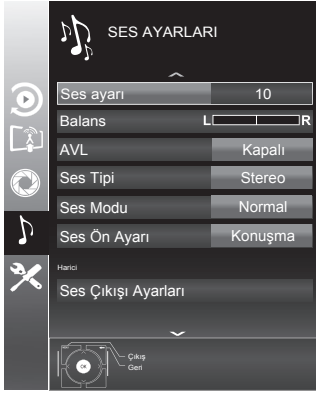 SES AYARLARI
Ses ayarı 10
Balans L R
AVL Kapalı
Ses Tipi Stereo
Ses Modu Normal
Ses Ön Ayarı Konuşma
Harici
Ses Çıkışı Ayarları
Çıkış
OK Geri